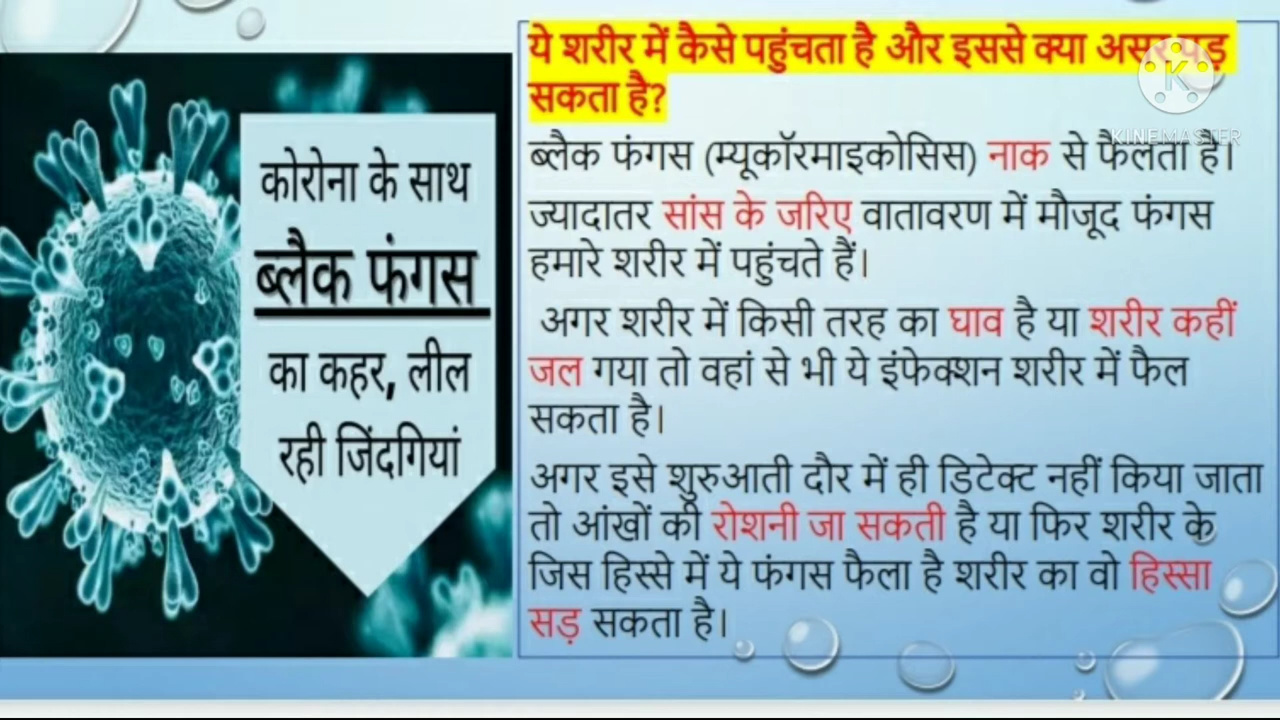 कोरोना के साथ
ब्लैक फंगस
का कहर, लील
रही जिंदगियां
ये शरीर में कैसे पहुंचता है और इससे क्या असर पड़
सकता है?
ब्लैक फंगस (म्यूकॉरमाइकोसिस) नाक से फैलता है।
ज्यादातर सांस के जरिए वातावरण में मौजूद फंगस
हमारे शरीर में पहुंचते हैं।
अगर शरीर में किसी तरह का घाव है या शरीर कहीं
जल गया तो वहां से भी ये इंफेक्शन शरीर में फैल
सकता है।
अगर इसे शुरुआती दौर में ही डिटेक्ट नहीं किया जाता
तो आंखों की रोशनी जा सकती है या फिर शरीर के
जिस हिस्से में ये फंगस फैला है शरीर का वो हिस्सा
सड़ सकता है।
K
KINEMASTER